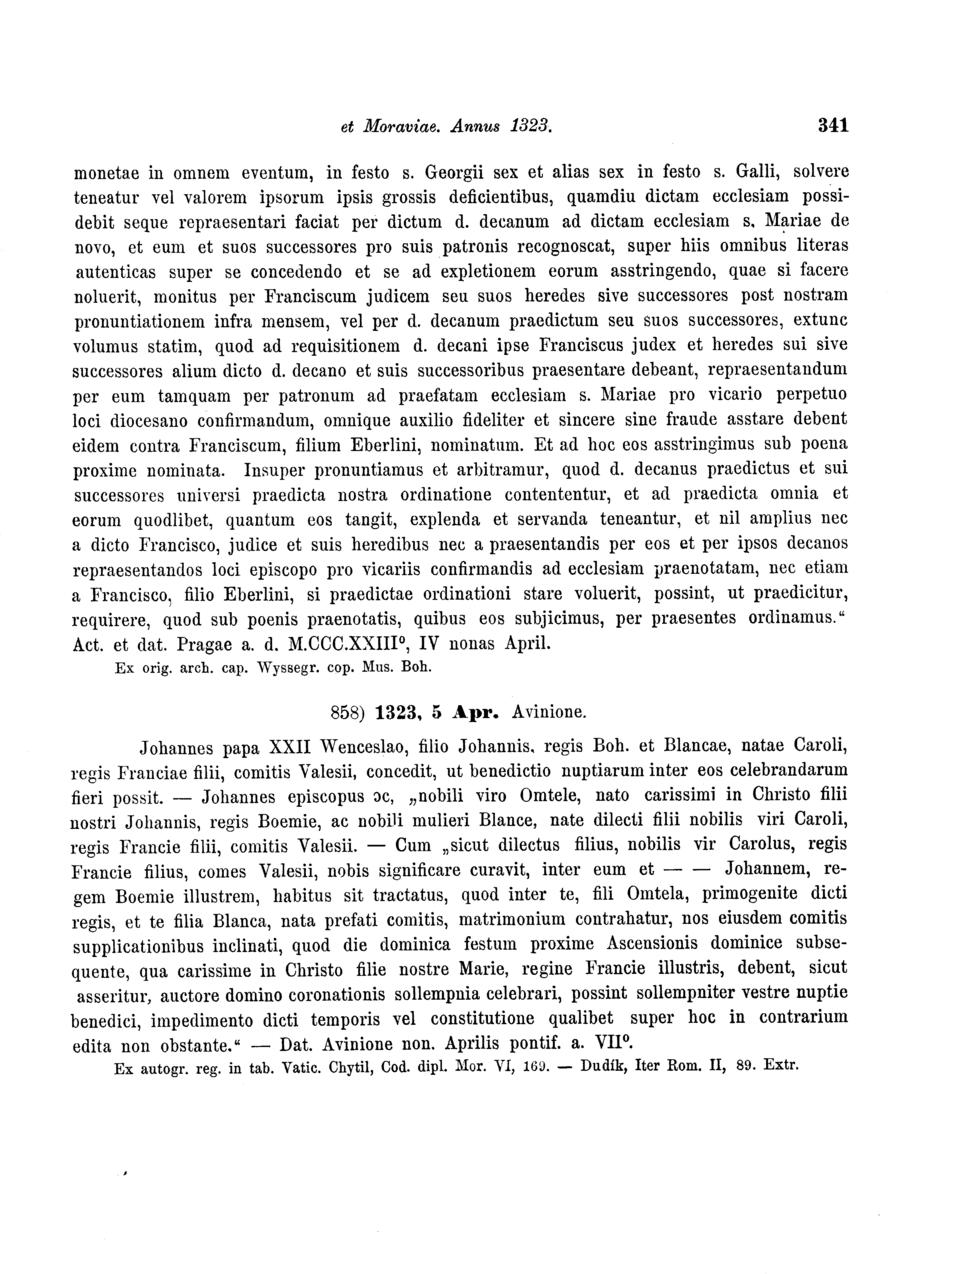 et Moraviae. Annus 1323. 341
monetae in omnem eventum, in festo s. Georgii sex et alias sex in festo s. Galli, solvere
teneatur vel valorem ipsorum ipsis grossis deficientibus, quamdiu dictam ecclesiam possi-
debit seque repraesentari faciat per dictum d. decanum ad dictam ecclesiam s. Mariae de
novo, et eum et suos successores pro suis patronis recognoscat, super hiis omnibus literas
autenticas super se concedendo et se ad expletionem eorum asstringendo, quae si facere
noluerit, monitus per Franciscum judicem seu suos heredes sive successores post nostram
pronuntiationem infra mensem, vel per d. decanum praedictum seu suos successores, extunc
volumus statim, quod ad requisitionem d. decani ipse Franciscus judex et heredes sui sive
successores alium dicto d. decano et suis successoribus praesentare debeant, repraesentandum
per eum tamquam per patronum ad praefatam ecclesiam s. Mariae pro vicario perpetuo
loci diocesano confirmandum, omnique auxilio fideliter et sincere sine fraude asstare debent
eidem contra Franciscum, filium Eberlini, nominatum. Et ad hoc eos asstringimus sub poena
proxime nominata. Insuper pronuntiamus et arbitramur, quod d. decanus praedictus et sui
successores universi praedicta nostra ordinatione contententur, et ad praedicta omnia et
eorum quodlibet, quantum eos tangit, explenda et servanda teneantur, et nil amplius nec
a dicto Francisco, judice et suis heredibus nec a praesentandis per eos et per ipsos decanos
repraesentandos loci episcopo pro vicariis confirmandis ad ecclesiam praenotatam, nec etiam
a Francisco, filio Eberlini, si praedictae ordinationi stare voluerit, possint, ut praedicitur,
requirere, quod sub poenis praenotatis, quibus eos subjicimus, per praesentes ordinamus.“
Act. et dat. Pragae a. d. M.CCC.XXIII⁰, IV nonas April.
Ex orig. arch. cap. Wyssegr. cop. Mus. Boh.
858) 1323, 5 Apr. Avinione.
Johannes papa XXII Wenceslao, filio Johannis, regis Boh. et Blancae, natae Caroli,
regis Franciae filii, comitis Valesii, concedit, ut benedictio nuptiarum inter eos celebrandarum
fieri possit. — Johannes episcopus ɔc, „nobili viro Omtele, nato carissimi in Christo filii
nostri Johannis, regis Boemie, ac nobili mulieri Blance, nate dilecti filii nobilis viri Caroli,
regis Francie filii, comitis Valesii. — Cum „sicut dilectus filius, nobilis vir Carolus, regis
Francie filius, comes Valesii, nobis significare curavit, inter eum et — — Johannem, re-
gem Boemie illustrem, habitus sit tractatus, quod inter te, fili Omtela, primogenite dicti
regis, et te filia Blanca, nata prefati comitis, matrimonium contrahatur, nos eiusdem comitis
supplicationibus inclinati, quod die dominica festum proxime Ascensionis dominice subse-
quente, qua carissime in Christo filie nostre Marie, regine Francie illustris, debent, sicut
asseritur, auctore domino coronationis sollempnia celebrari, possint sollempniter vestre nuptie
benedici, impedimento dicti temporis vel constitutione qualibet super hoc in contrarium
edita non obstante.“ — Dat. Avinione non. Aprilis pontif. a. VII⁰.
Ex autogr. reg. in tab. Vatic. Chytil, Cod. dipl. Mor. VI, 169. — Dudík, Iter Rom. II, 89. Extr.